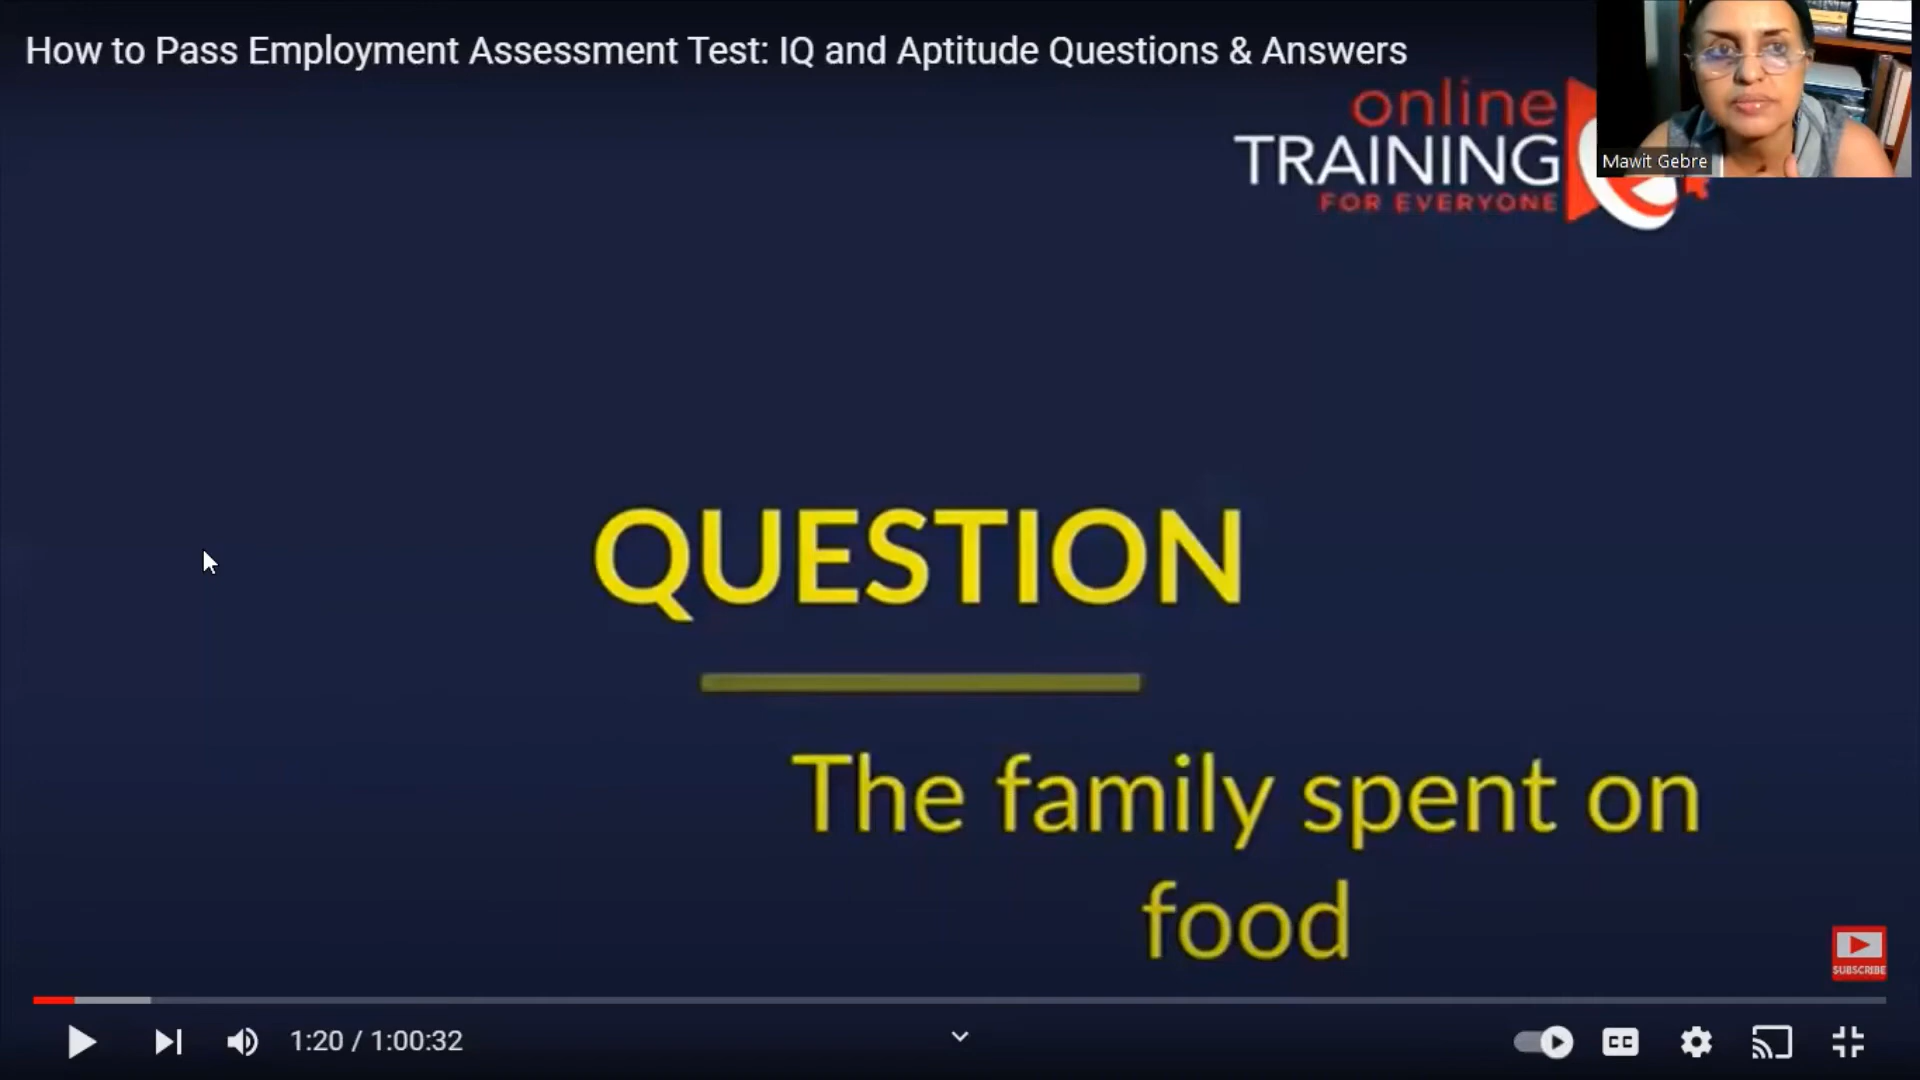 How to Pass Employment Assessment Test: IQ and Aptitude Questions & Answers
online
TRAINING
FOR EVERYONE
Mawit Gebre
QUESTION
The family spent on
food
SUBSCRIBE
1:20 / 1:00:32
CC